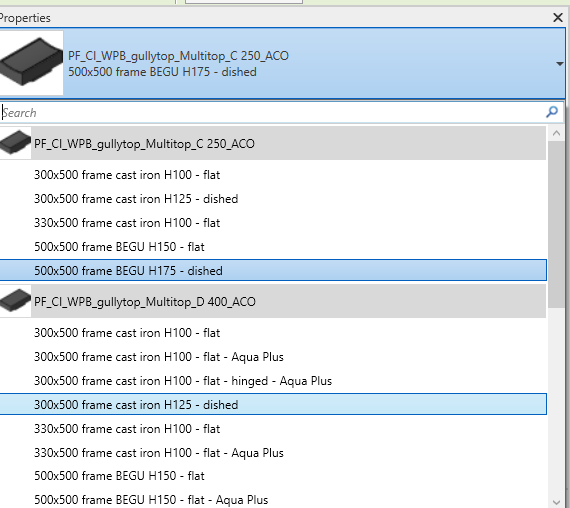 Properties
PF_CI_WPB_gullytop_Multitop_C 250_ACO
500x500 frame BEGU H175 - dished
Search
PF_CI_WPB_gullytop_Multitop_C 250_ACO
300x500 frame cast iron H100 - flat
300x500 frame cast iron H125 - dished
330x500 frame cast iron H100 - flat
500x500 frame BEGU H150 - flat
500x500 frame BEGU H175 - dished
PF_CI_WPB_gullytop_Multitop_D 400_ACO
300x500 frame cast iron H100 - flat
300x500 frame cast iron H100 - flat - Aqua Plus
300x500 frame cast iron H100 - flat - hinged - Aqua Plus
300x500 frame cast iron H125 - dished
330x500 frame cast iron H100 - flat
330x500 frame cast iron H100 - flat - Aqua Plus
500x500 frame BEGU H150 - flat
500x500 frame BEGU H150 - flat - Aqua Plus